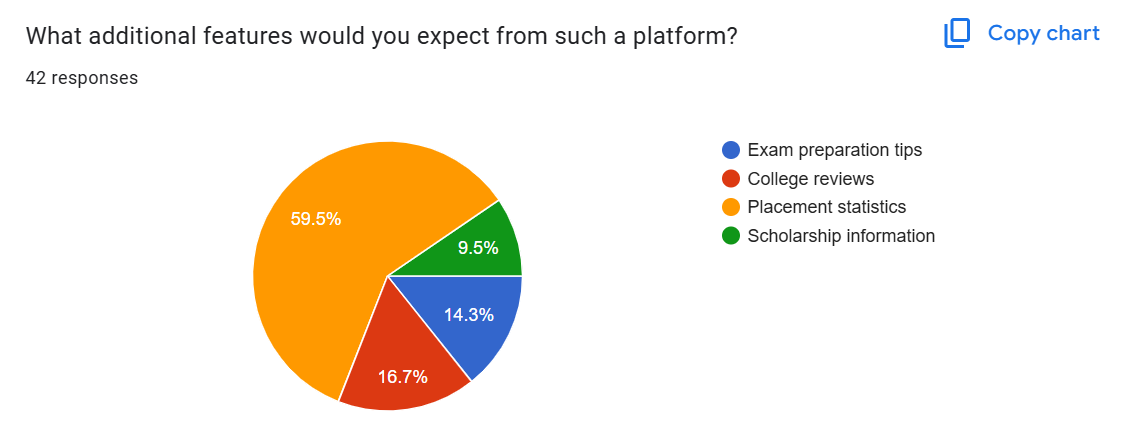 What additional features would you expect from such a platform?
Copy chart
42 responses
59.5%
9.5%
14.3%
16.7%
Exam preparation tips
College reviews
Placement statistics
Scholarship information